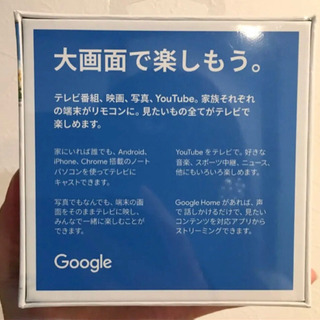 大画面で楽しもう。
テレビ番組、映画、写真、YouTube。家族それぞれ
の端末がリモコンに。見たいもの全てがテレビで
楽しめます。
家にいれば誰でも、Android、
iPhone、Chrome 搭載のノート
パソコンを使ってテレビに
キャストできます。
写真でもなんでも、端末の画
面をそのままテレビに映し、
みんなで一緒に楽しむことが
できます。
YouTube をテレビで。好きな
音楽、スポーツ中継、ニュース、
他にもいろいろ楽しめます。
Google Home があれば、声
で話しかけるだけで、見たい
コンテンツを対応アプリから
ストリーミングできます。
Google